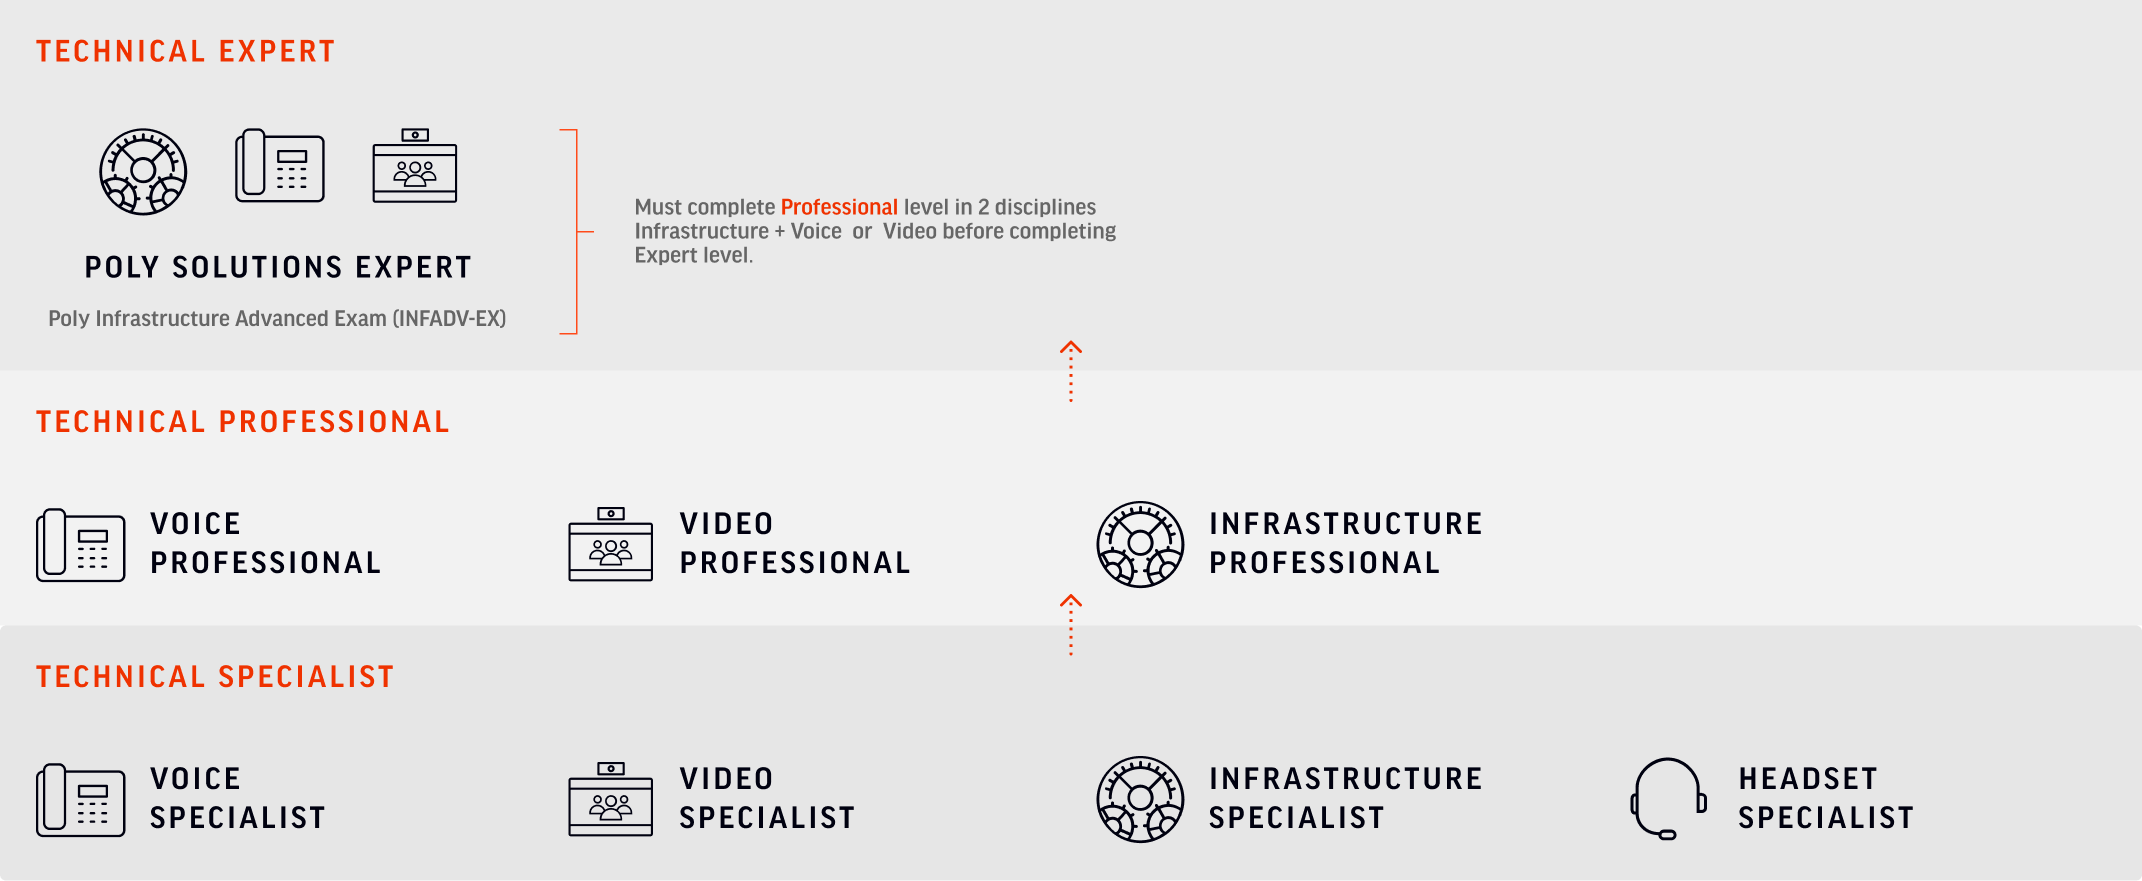 TECHNICAL EXPERT
POLY SOLUTIONS EXPERT
Poly Infrastructure Advanced Exam (INFADV-EX)
Must complete Professional level in 2 disciplines
Infrastructure + Voice or Video before completing
Expert level.
TECHNICAL PROFESSIONAL
VOICE
PROFESSIONAL
VIDEO
PROFESSIONAL
INFRASTRUCTURE
PROFESSIONAL
TECHNICAL SPECIALIST
VOICE
SPECIALIST
VIDEO
SPECIALIST
INFRASTRUCTURE
SPECIALIST
HEADSET
SPECIALIST